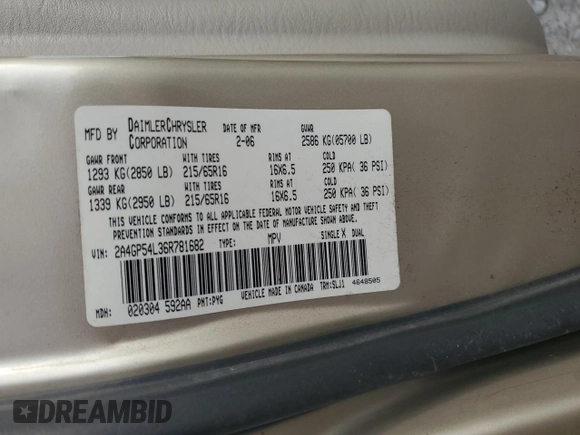 MFD BY DAIMLERCHRYSLER CORPORATION DATE OF MFR 2-06 GVWR 2586 KG(05700 LB)
GAWR FRONT WITH TIRES RIMS AT COLD
1293 KG(2850 LB) 215/65R16 16X6.5 250 KPA( 36 PSI)
GAWR REAR WITH TIRES RIMS AT COLD
1339 KG(2950 LB) 215/65R16 16X6.5 250 KPA( 36 PSI)
THIS VEHICLE CONFORMS TO ALL APPLICABLE FEDERAL MOTOR VEHICLE SAFETY AND THEFT
PREVENTION STANDARDS IN EFFECT ON THE DATE OF MANUFACTURE SHOWN ABOVE.
VIN: 2A4GP54L36R781682 TYPE: MPV SINGLE X DUAL
VEHICLE MADE IN CANADA TRM:SLJ1 4648505
MDH: 020304 592AA PNT:PYG
DREAMBID